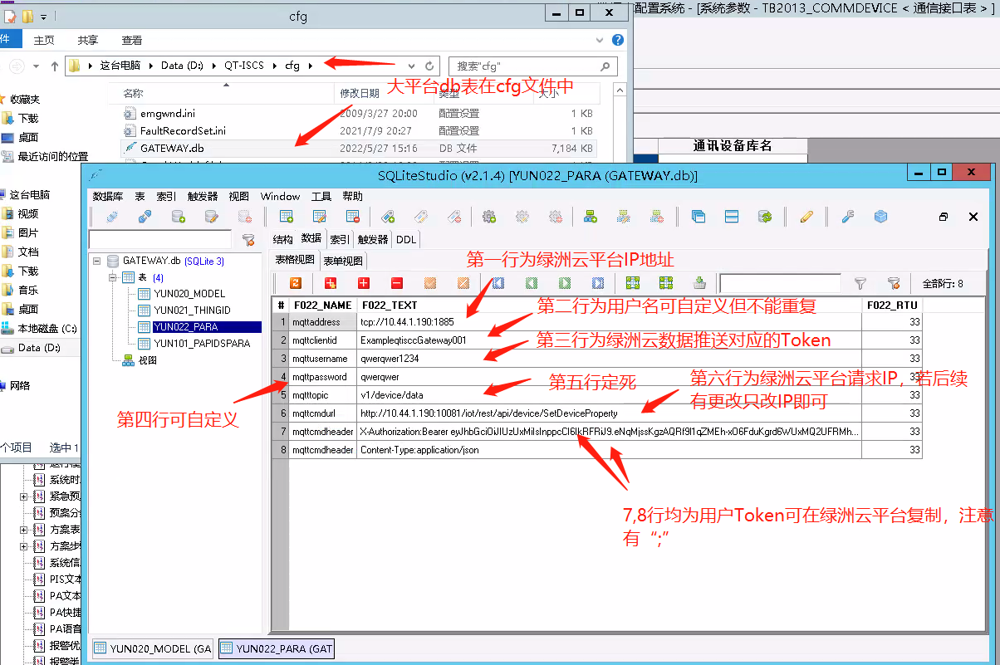 cfg
配置系统 - [系统参数 - TB2013_COMMDEVICE < 通信接口表 > ]
件 主页 共享 查看
这台电脑 Data (D:) QT-ISCS cfg 搜索"cfg"
名称 修改日期 类型 大小
大平台db表在cfg文件中
收藏夹
下载
桌面
最近访问的位置
emgwnd.ini 2009/3/27 20:00 配置设置 1 KB
FaultRecordSet.ini 2021/7/9 20:27 配置设置 1 KB
GATEWAY.db 2022/5/27 15:16 DB 文件 7,184 KB
通讯设备库名
这台电脑
视频
图片
文档
下载
音乐
桌面
本地磁盘 (C:)
Data (D:)
网络
个项目 选中 1
SQLiteStudio (v2.1.4) [YUN022_PARA (GATEWAY.db)]
数据库 表 索引 触发器 视图 Window 工具 帮助
结构 数据 索引 触发器 DDL
表格视图 表单视图
全部行: 8
GATEWAY.db (SQLite 3)
表 (4)
YUN020_MODEL
YUN021_THINGID
YUN022_PARA
YUN101_PAPIDSPARA
视图
第一行为绿洲云平台IP地址
# F022_NAME F022_TEXT F022_RTU
1 mqttaddress tcp://10.44.1.190:1885 33
2 mqttclientid ExampleqtisccGateway001 33
3 mqttusername qwerqwer1234 33
4 mqttpassword qwerqwer 33
5 mqtttopic v1/device/data 33
6 mqttcmdurl http://10.44.1.190:10081/iot/rest/api/device/SetDeviceProperty 33
7 mqttcmdheader X-Authorization:Bearer 33
8 mqttcmdheader Content-Type:application/json 33
第二行为用户名可自定义但不能重复
第三行为绿洲云数据推送对应的Token
第四行可自定义
第五行定死
第六行为绿洲云平台请求IP，若后续
有更改只改IP即可
7,8行均为用户Token可在绿洲云平台复制，注意
有“;”
系统时
紧急预
预案分
方案表
方案步
系统信
PIS文本
PA文本
PA快捷
PA语音
报警优
报警类
YUN020_MODEL (GA YUN022_PARA (GAT